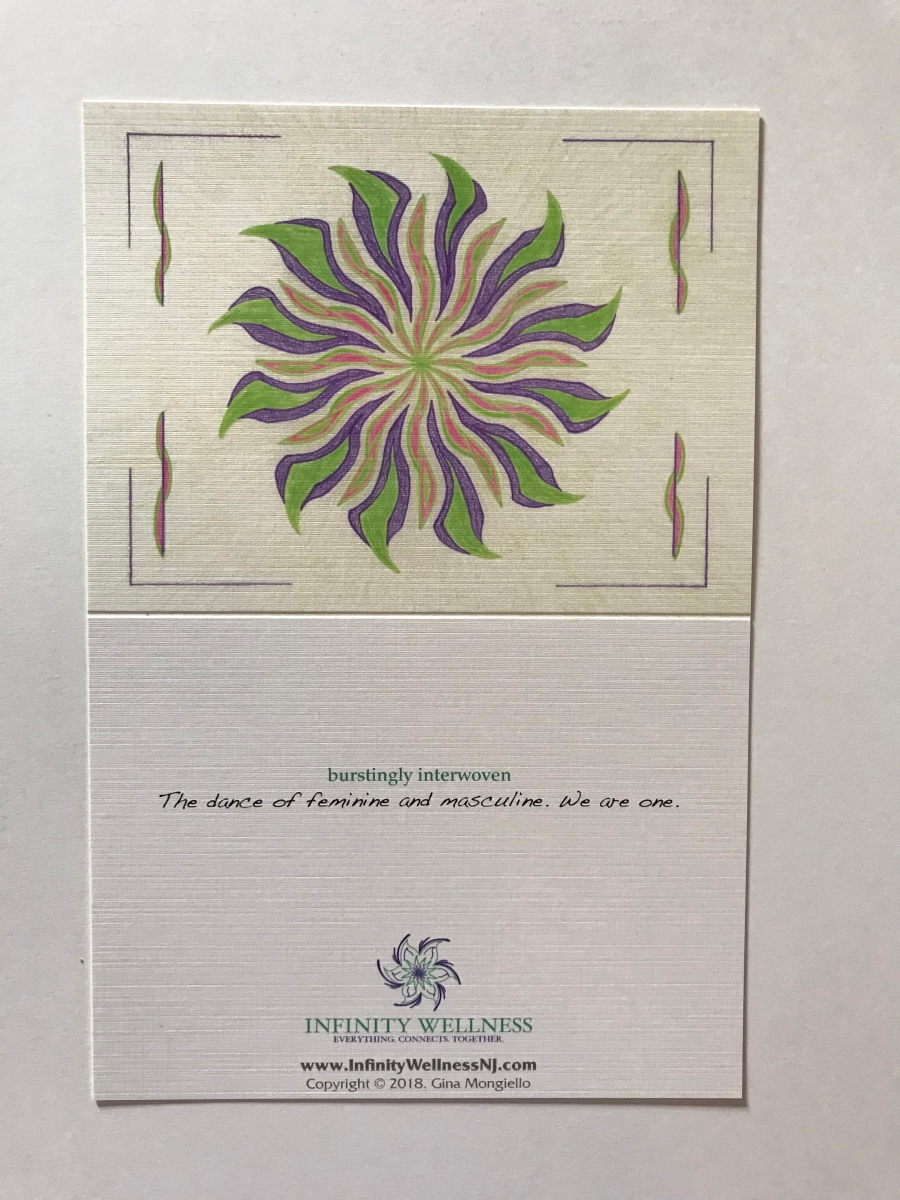 burstingly interwoven
The dance of feminine and masculine. We are one.
INFINITY WELLNESS
EVERYTHING. CONNECTS. TOGETHER.
www.InfinityWellnessNJ.com
Copyright © 2018. Gina Mongiello